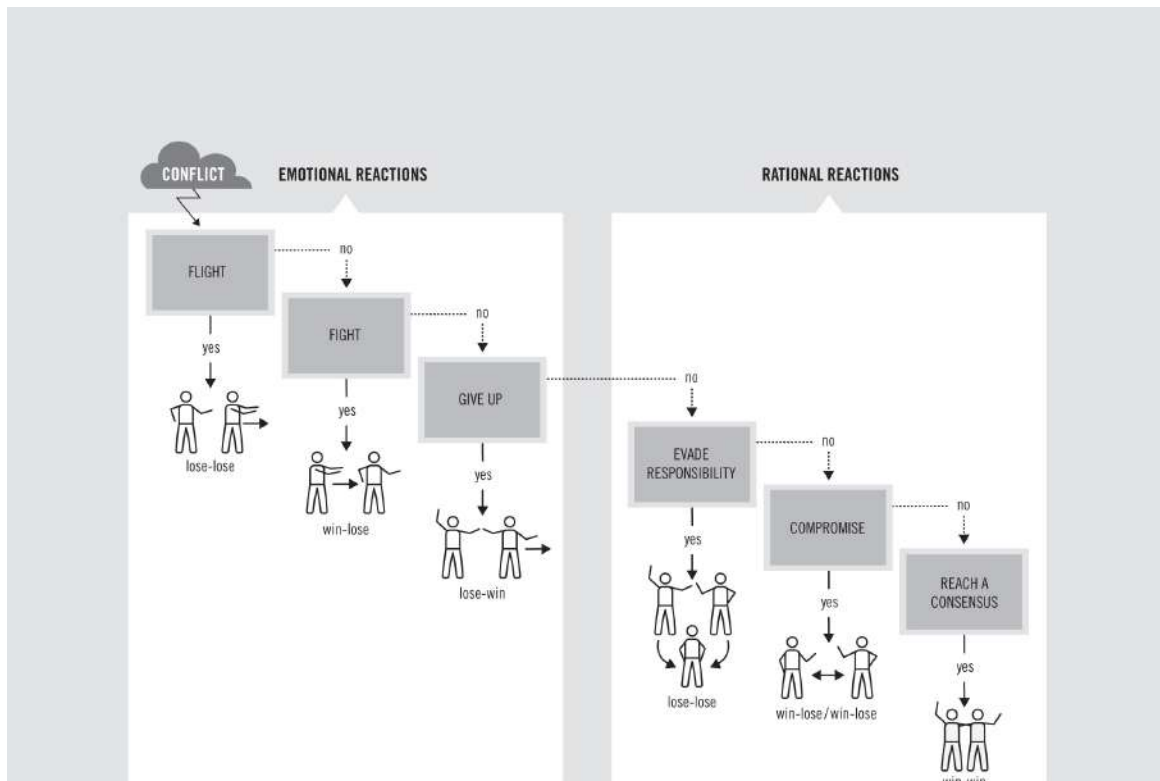 CONFLICT
EMOTIONAL REACTIONS
RATIONAL REACTIONS
FLIGHT
no
yes
lose-lose
FIGHT
no
yes
win-lose
GIVE UP
no
yes
lose-win
EVADE
RESPONSIBILITY
no
yes
lose-lose
COMPROMISE
no
yes
win-lose/win-lose
REACH A
CONSENSUS
yes